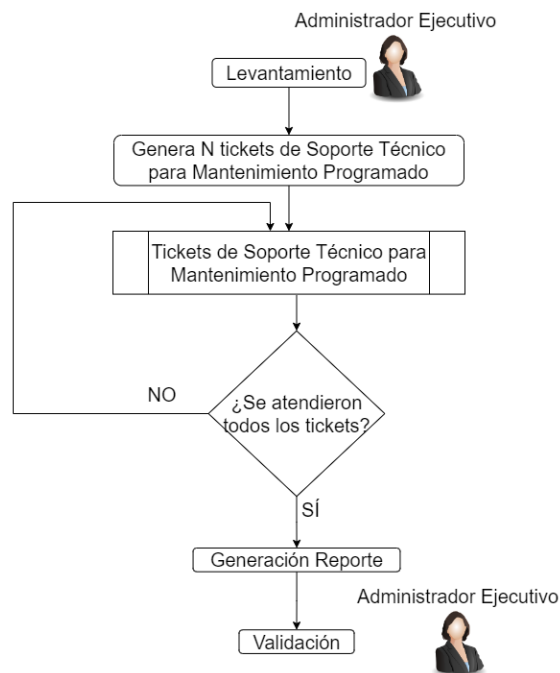 Administrador Ejecutivo
Levantamiento
Genera N tickets de Soporte Técnico
para Mantenimiento Programado
Tickets de Soporte Técnico para
Mantenimiento Programado
NO
¿Se atendieron
todos los tickets?
SÍ
Generación Reporte
Administrador Ejecutivo
Validación